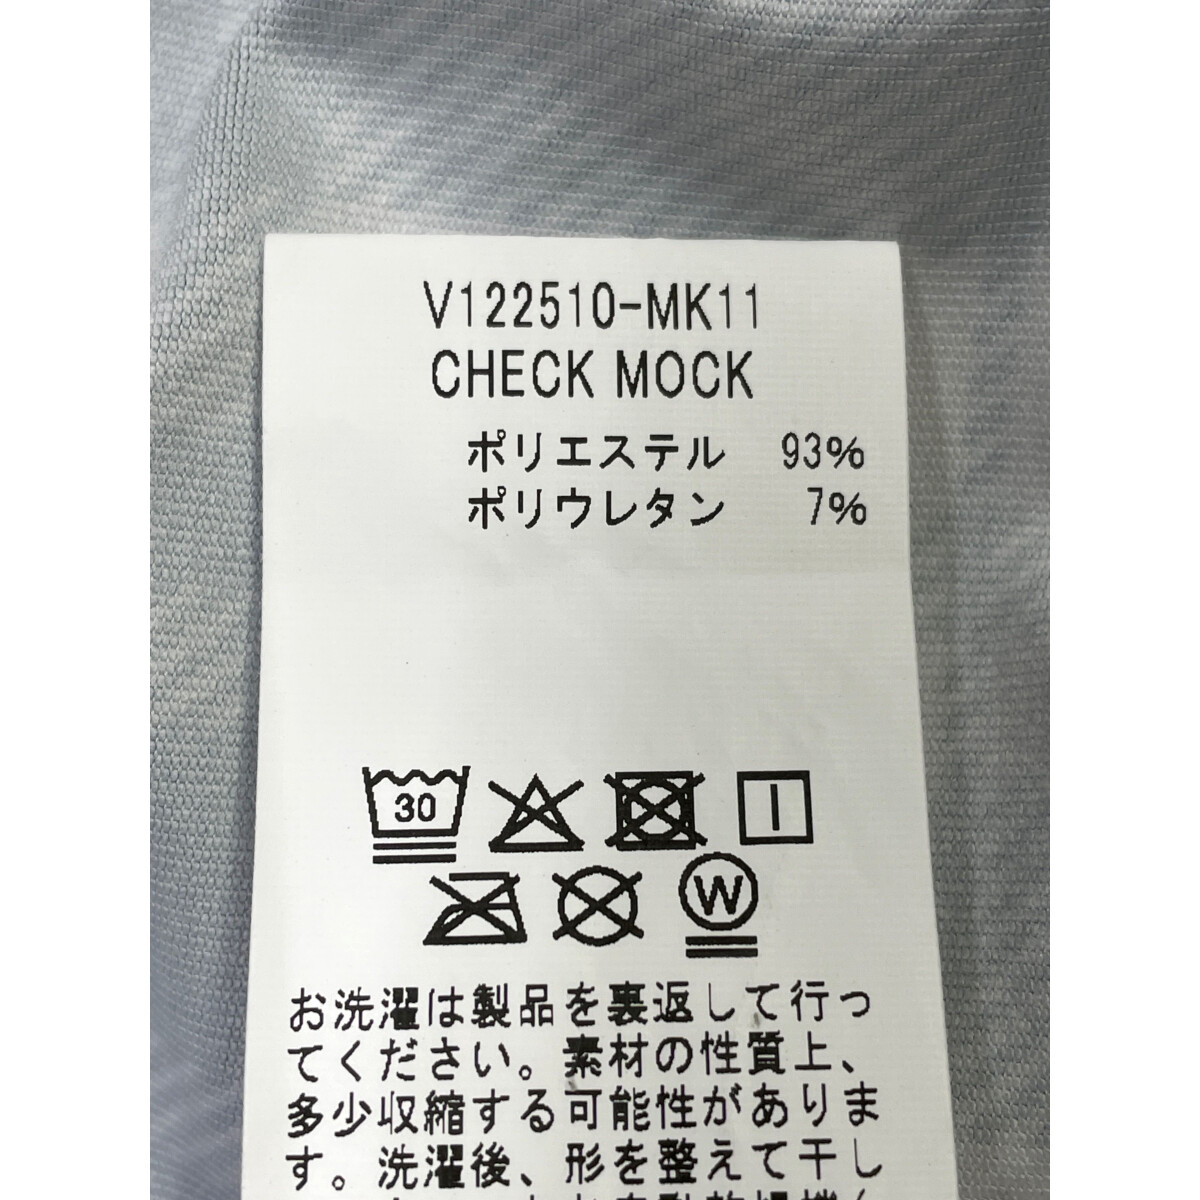 V122510-MK11
CHECK MOCK
ポリエステル 93%
ポリウレタン 7%
30
W
お洗濯は製品を裏返して行っ
てください。素材の性質上、
多少収縮する可能性がありま
す。洗濯後、形を整えて干し